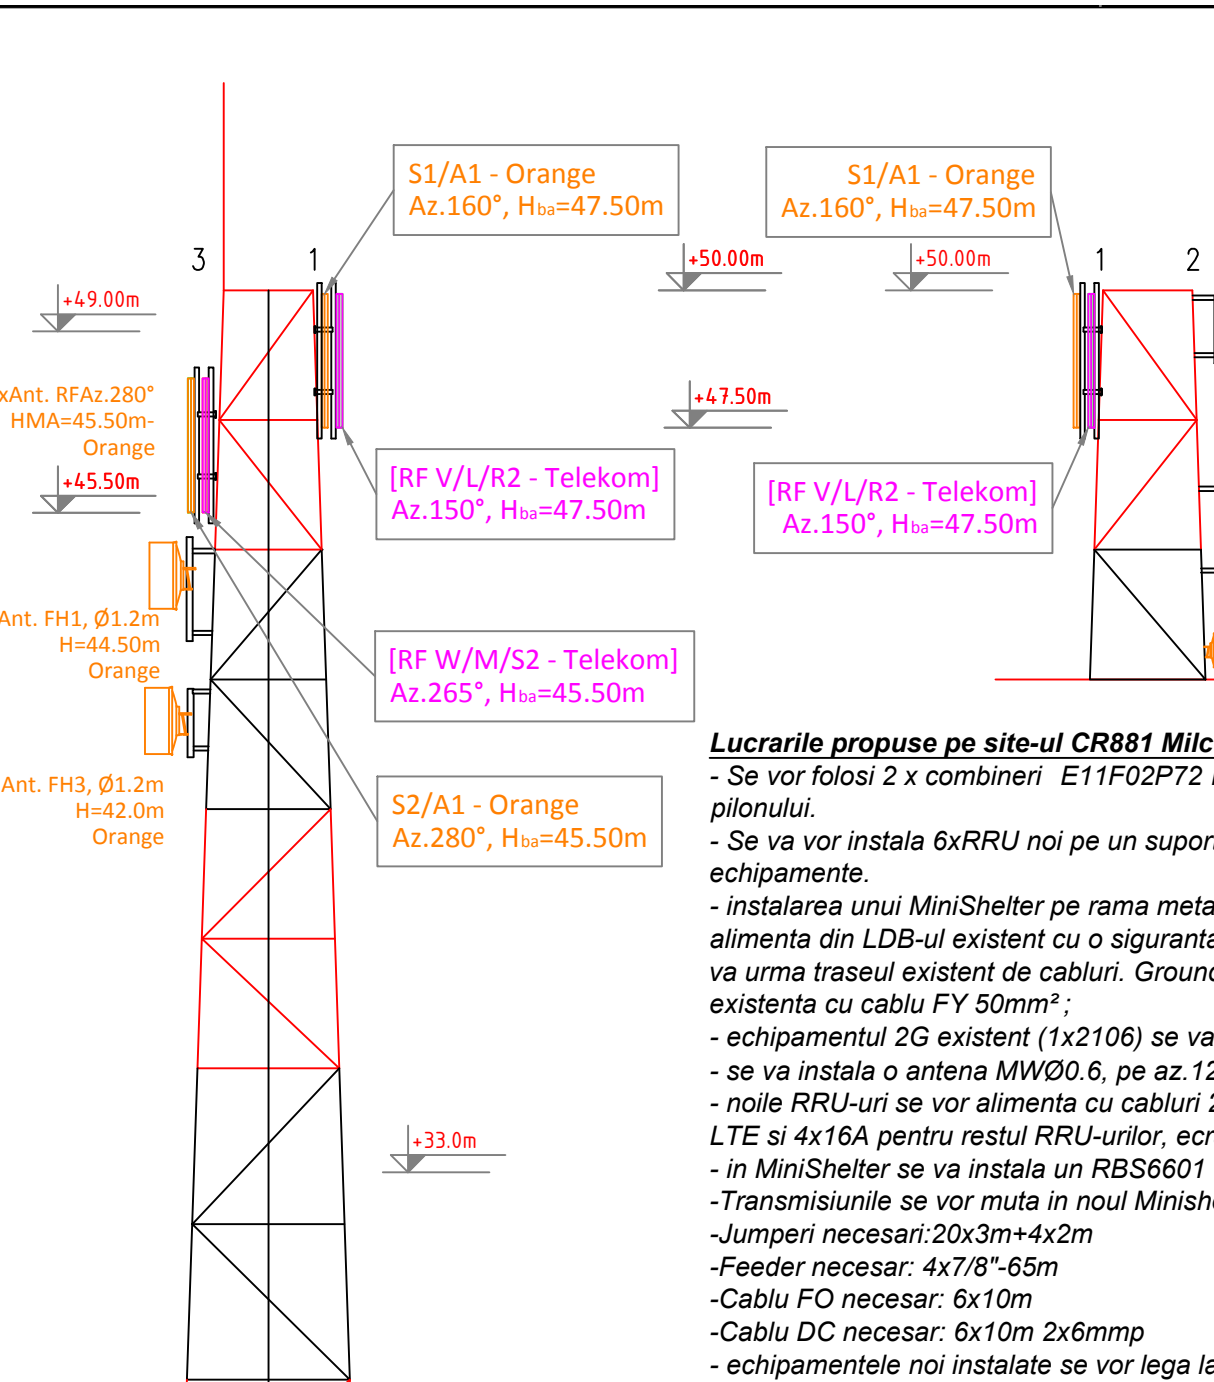 S1/A1 - Orange
Az.160°, Hba=47.50m
S1/A1 - Orange
Az.160°, Hba=47.50m
3
1
+50.00m
+50.00m
1
2
+49.00m
xAnt. RFAz.280°
HMA=45.50m-
Orange
+47.50m
+45.50m
[RF V/L/R2 - Telekom]
Az.150°, Hba=47.50m
[RF V/L/R2 - Telekom]
Az.150°, Hba=47.50m
Ant. FH1, Ø1.2m
H=44.50m
Orange
[RF W/M/S2 - Telekom]
Az.265°, Hba=45.50m
Ant. FH3, Ø1.2m
H=42.0m
Orange
S2/A1 - Orange
Az.280°, Hba=45.50m
+33.0m
Lucrarile propuse pe site-ul CR881 Milc
- Se vor folosi 2 x combineri E11F02P72
pilonului.
- Se va vor instala 6xRRU noi pe un suport
echipamente.
- instalarea unui MiniShelter pe rama meta
alimenta din LDB-ul existent cu o siguranta
va urma traseul existent de cabluri. Ground
existenta cu cablu FY 50mm² ;
- echipamentul 2G existent (1x2106) se va
- se va instala o antena MWØ0.6, pe az.12
- noile RRU-uri se vor alimenta cu cabluri 2
LTE si 4x16A pentru restul RRU-urilor, ecr
- in MiniShelter se va instala un RBS6601
-Transmisiunile se vor muta in noul Minish
-Jumperi necesari:20x3m+4x2m
-Feeder necesar: 4x7/8"-65m
-Cablu FO necesar: 6x10m
-Cablu DC necesar: 6x10m 2x6mmp
- echipamentele noi instalate se vor lega la